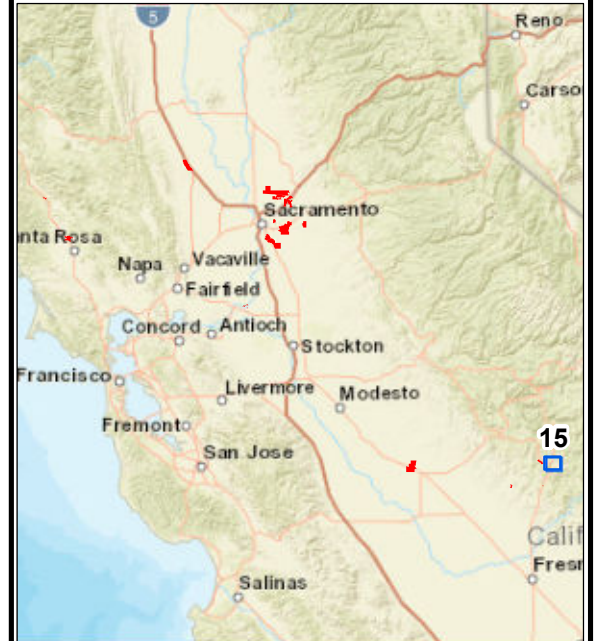 5
Reno
Carso
Sacramento
nta Rosa
Vacaville
Napa
Fairfield
Concord
Antioch
Stockton
Francisco
Livermore
Modesto
Fremont
15
San Jose
Calif
Fresr
Salinas